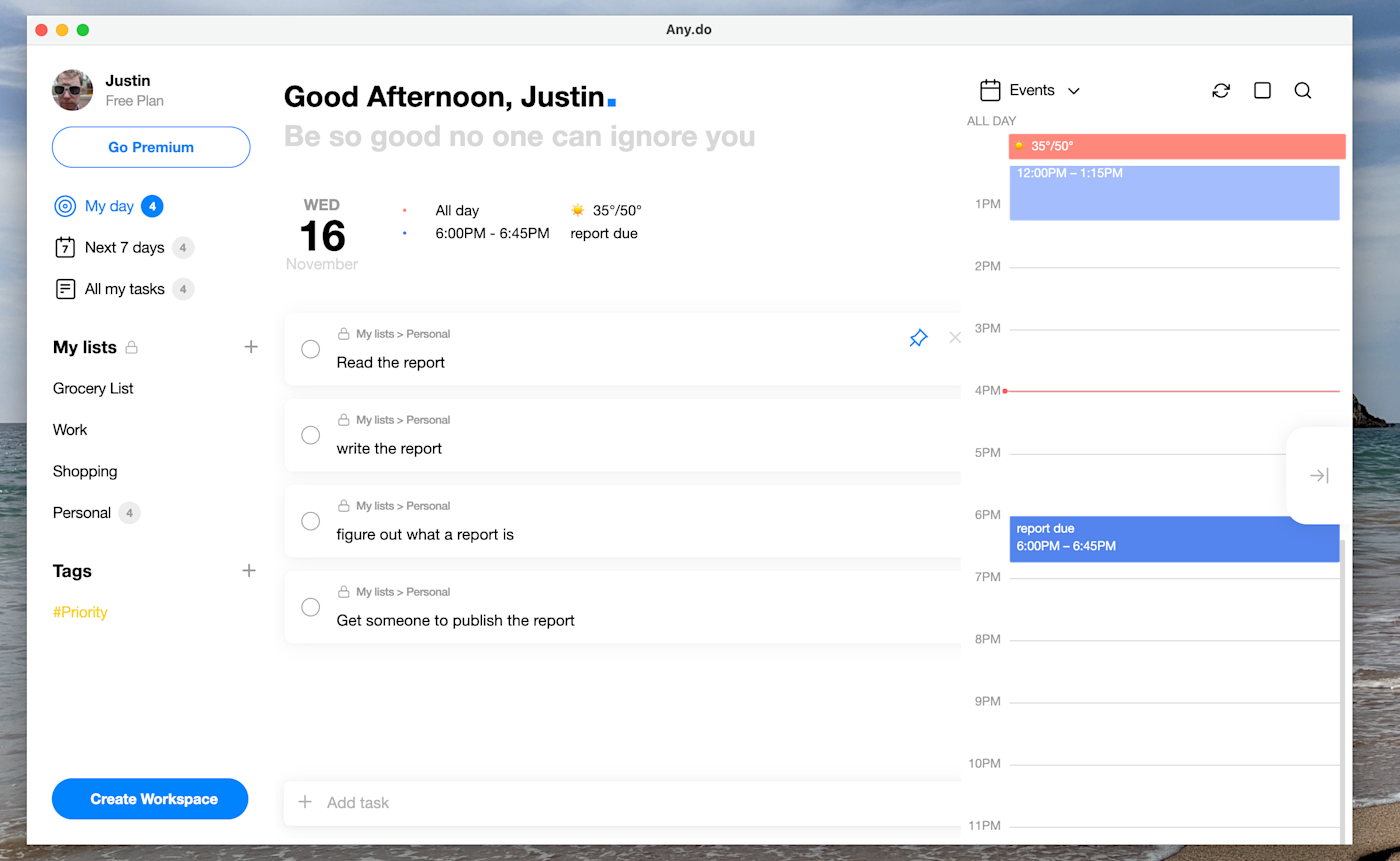 Any.do
Justin
Free Plan
Go Premium
My day 4
7 Next 7 days 4
All my tasks 4
My lists
Grocery List
Work
Shopping
Personal 4
Tags
#Priority
Create Workspace
Good Afternoon, Justin
Be so good no one can ignore you
WED
16
November
All day 35°/50°
6:00PM - 6:45PM report due
My lists > Personal
Read the report
My lists > Personal
write the report
My lists > Personal
figure out what a report is
My lists > Personal
Get someone to publish the report
Add task
Events
ALL DAY
35°/50°
12:00PM – 1:15PM
1PM
2PM
3PM
4PM
5PM
6PM
report due
6:00PM – 6:45PM
7PM
8PM
9PM
10PM
11PM